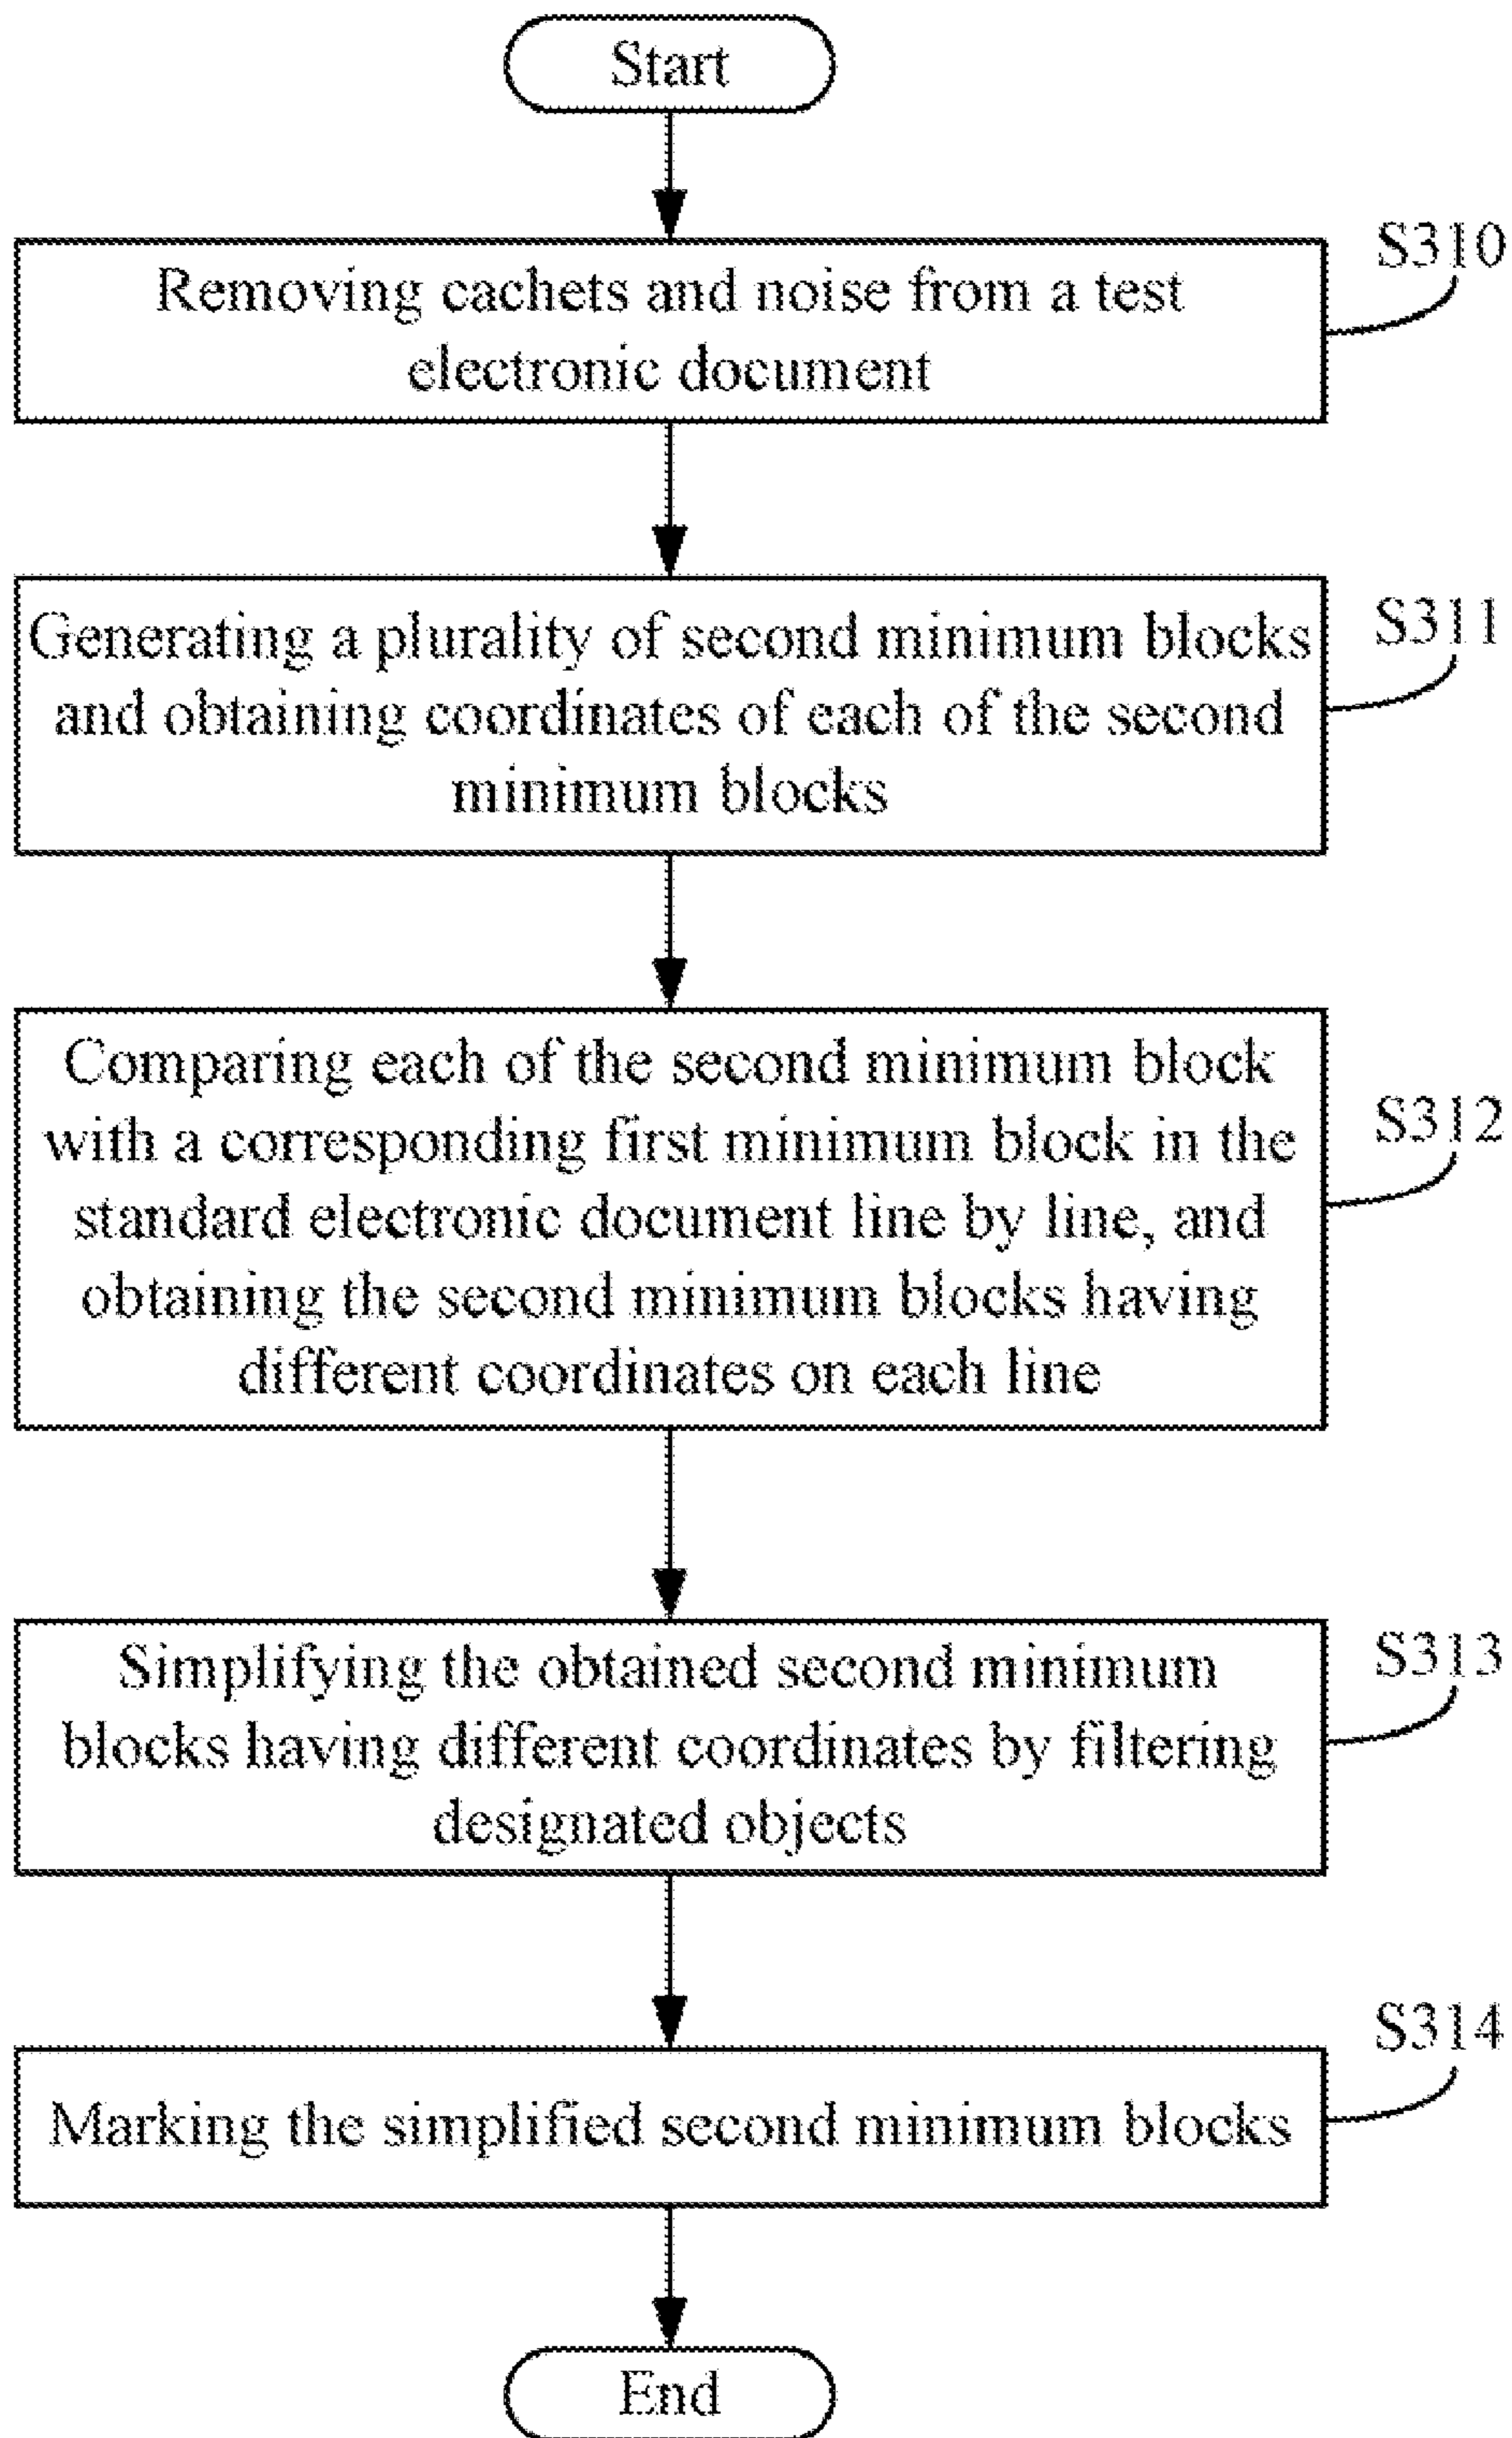 Start
S310
Removing cachets and noise from a test
electronic document
S311
Generating a plurality of second minimum blocks
and obtaining coordinates of each of the second
minimum blocks
S312
Comparing each of the second minimum block
with a corresponding first minimum block in the
standard electronic document line by line, and
obtaining the second minimum blocks having
different coordinates on each line
S313
Simplifying the obtained second minimum
blocks having different coordinates by filtering
designated objects
S314
Marking the simplified second minimum blocks
End